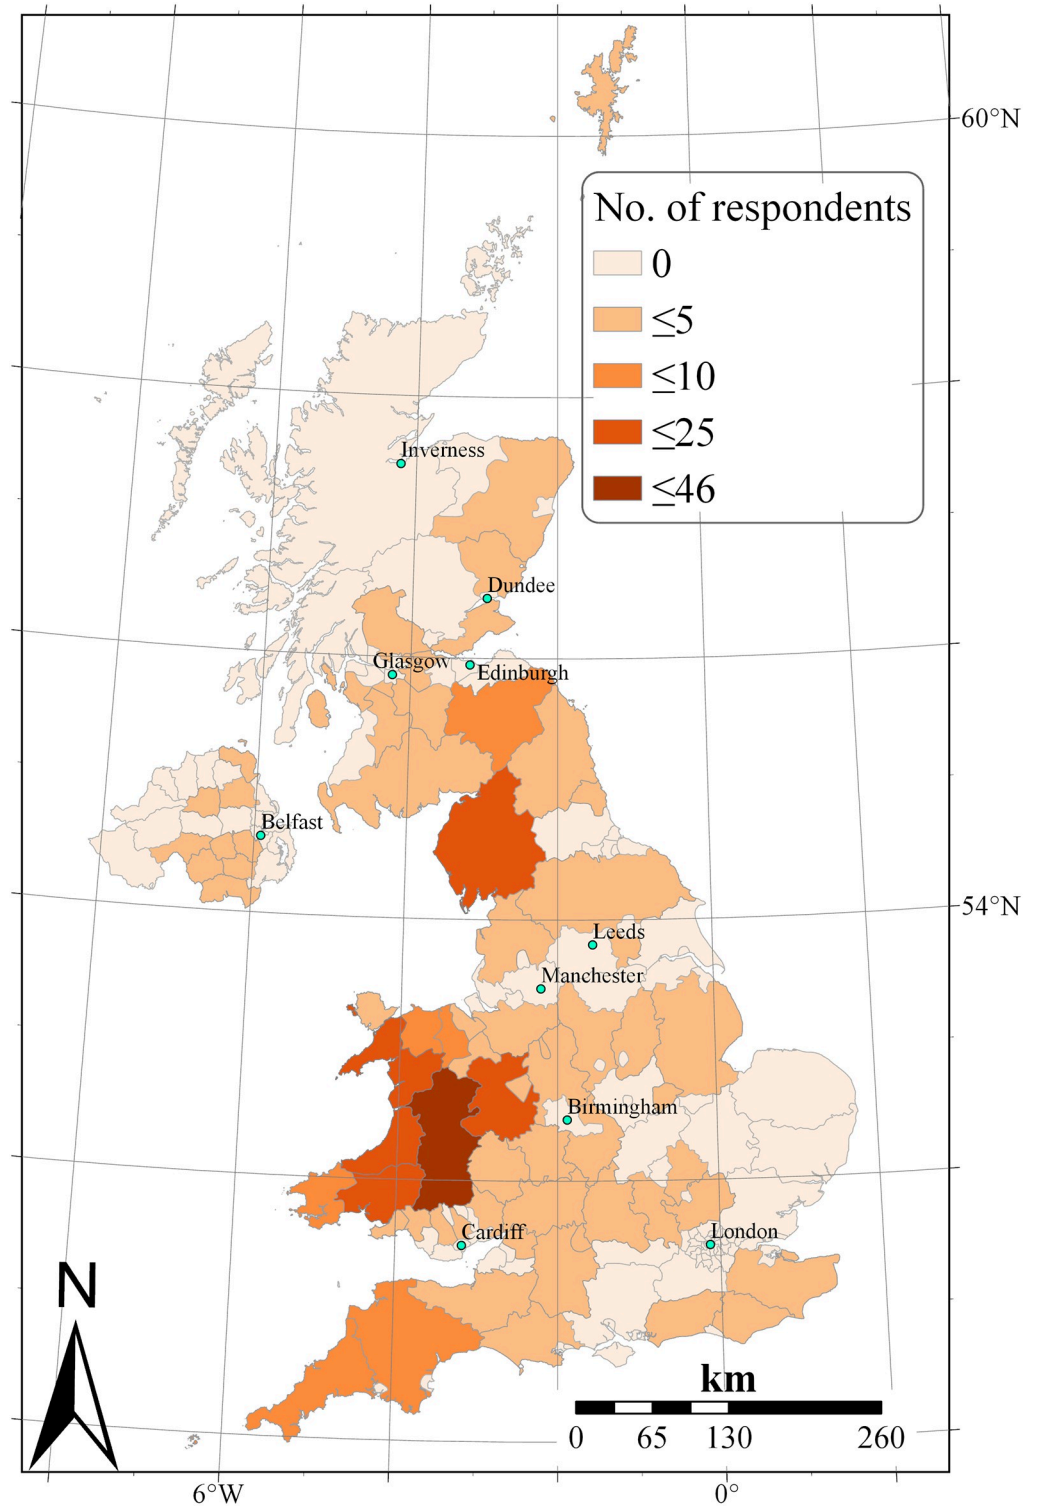 60°N
No. of respondents
0
≤5
≤10
≤25
≤46
Inverness
Dundee
Glasgow
Edinburgh
Belfast
54°N
Leeds
Manchester
Birmingham
Cardiff
London
N
km
0 65 130 260
6°W 0°